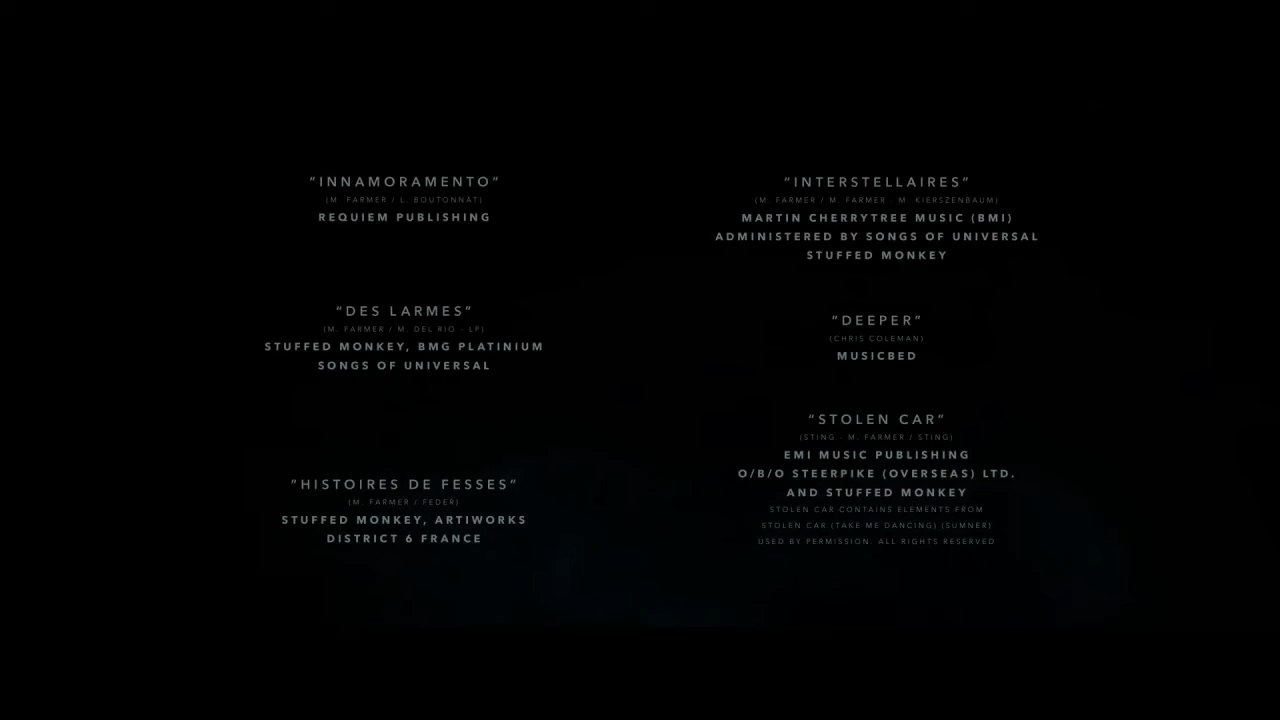 "INNAMORAMENTO"
(M. FARMER / L. BOUTONNAT)
REQUIEM PUBLISHING
"DES LARMES"
(M. FARMER / M. DEL RIO - LP)
STUFFED MONKEY, BMG PLATINIUM
SONGS OF UNIVERSAL
"HISTOIRES DE FESSES"
(M. FARMER / FEDER)
STUFFED MONKEY, ARTIWORKS
DISTRICT 6 FRANCE
"INTERSTELLAIRES"
(M. FARMER / M. FARMER - M. KIERSZENBAUM)
MARTIN CHERRYTREE MUSIC (BMI)
ADMINISTERED BY SONGS OF UNIVERSAL
STUFFED MONKEY
"DEEPER"
(CHRIS COLEMAN)
MUSICBED
"STOLEN CAR"
(STING - M. FARMER / STING)
EMI MUSIC PUBLISHING
O/B/O STEERPIKE (OVERSEAS) LTD.
AND STUFFED MONKEY
STOLEN CAR CONTAINS ELEMENTS FROM
STOLEN CAR (TAKE ME DANCING) (SUMNER)
USED BY PERMISSION. ALL RIGHTS RESERVED